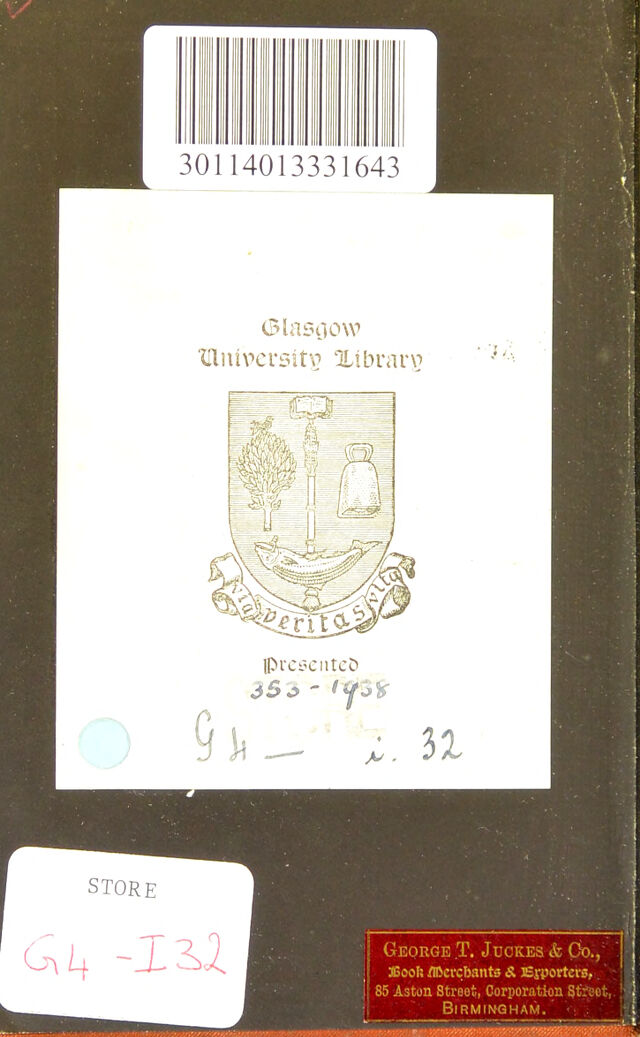 30114013331643
Glasgow
University Library
via veritas vita
Presented
353-1938
G4 — i. 32
STORE
G4 -I32
GEORGE T. JUCKES & Co.,
Book Merchants & Exporters,
85 Aston Street, Corporation Street,
BIRMINGHAM.